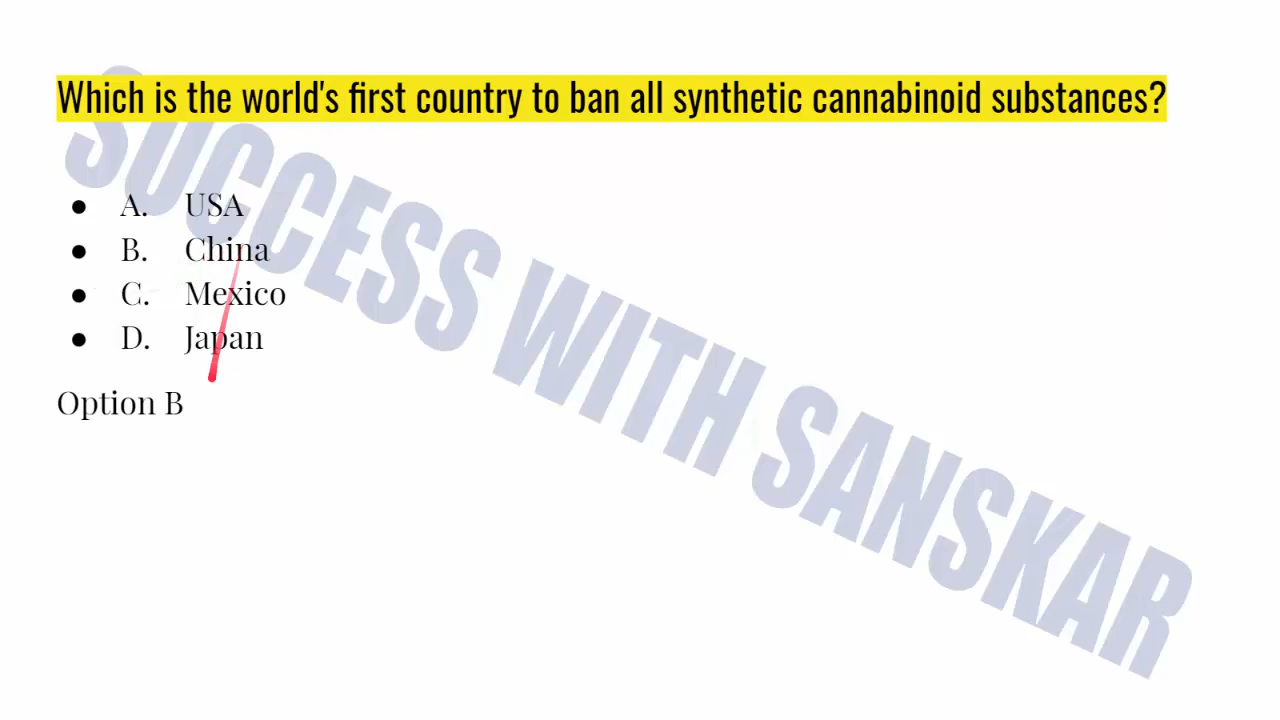 Which is the world's first country to ban all synthetic cannabinoid substances?
● A. USA
● B. China
● C. Mexico
● D. Japan
Option B
SUCCESS WITH SANSKAR